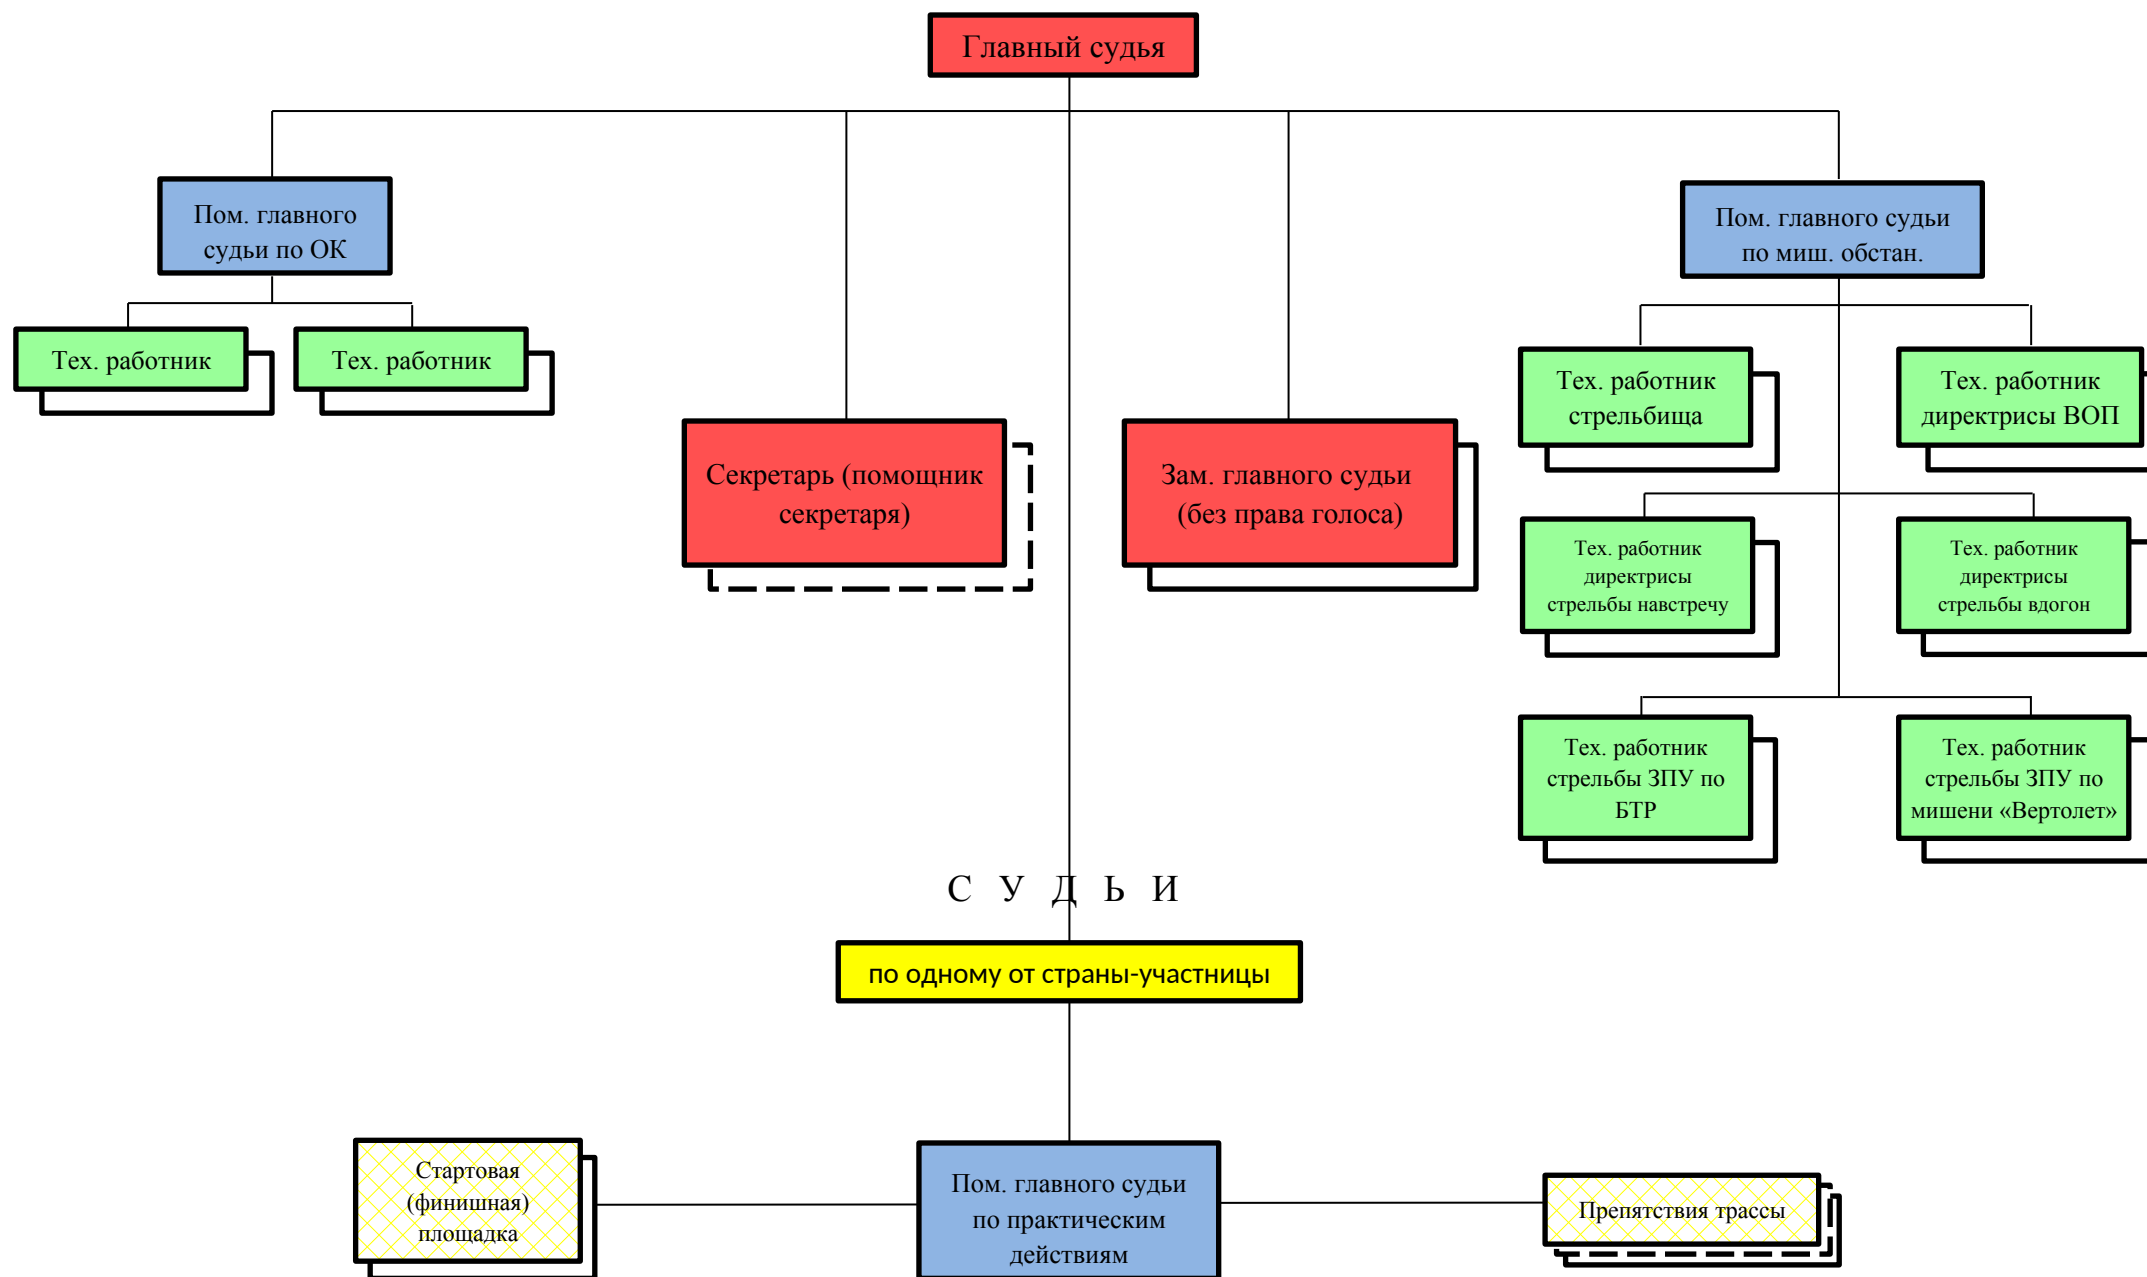 Главный судья
Пом. главного
судьи по ОК
Пом. главного судьи
по миш. обстан.
Тех. работник
Тех. работник
Тех. работник
стрельбища
Тех. работник
директрисы ВОП
Секретарь (помощник
секретаря)
Зам. главного судьи
(без права голоса)
Тех. работник
директрисы
стрельбы навстречу
Тех. работник
директрисы
стрельбы вдогон
Тех. работник
стрельбы ЗПУ по
БТР
Тех. работник
стрельбы ЗПУ по
мишени «Вертолет»
С У Д Ь И
по одному от страны-участницы
Стартовая
(финишная)
площадка
Пом. главного судьи
по практическим
действиям
Препятствия трассы